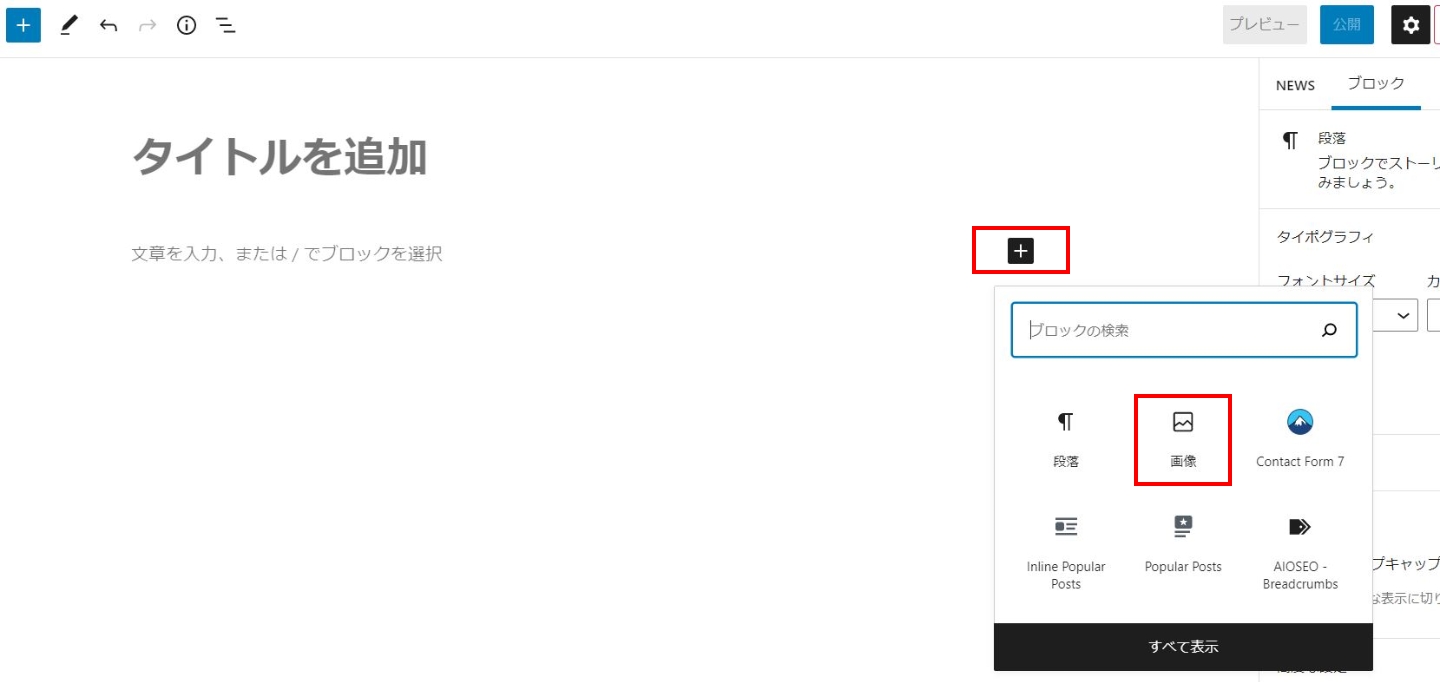 プレビュー
公開
NEWS
ブロック
タイトルを追加
段落
ブロックでストーリ
みましょう。
文章を入力、または / でブロックを選択
タイポグラフィ
フォントサイズ
カ
ブロックの検索
段落
画像
Contact Form 7
Inline Popular
Posts
Popular Posts
AIOSEO -
Breadcrumbs
プキャップ
な表示に切り
すべて表示